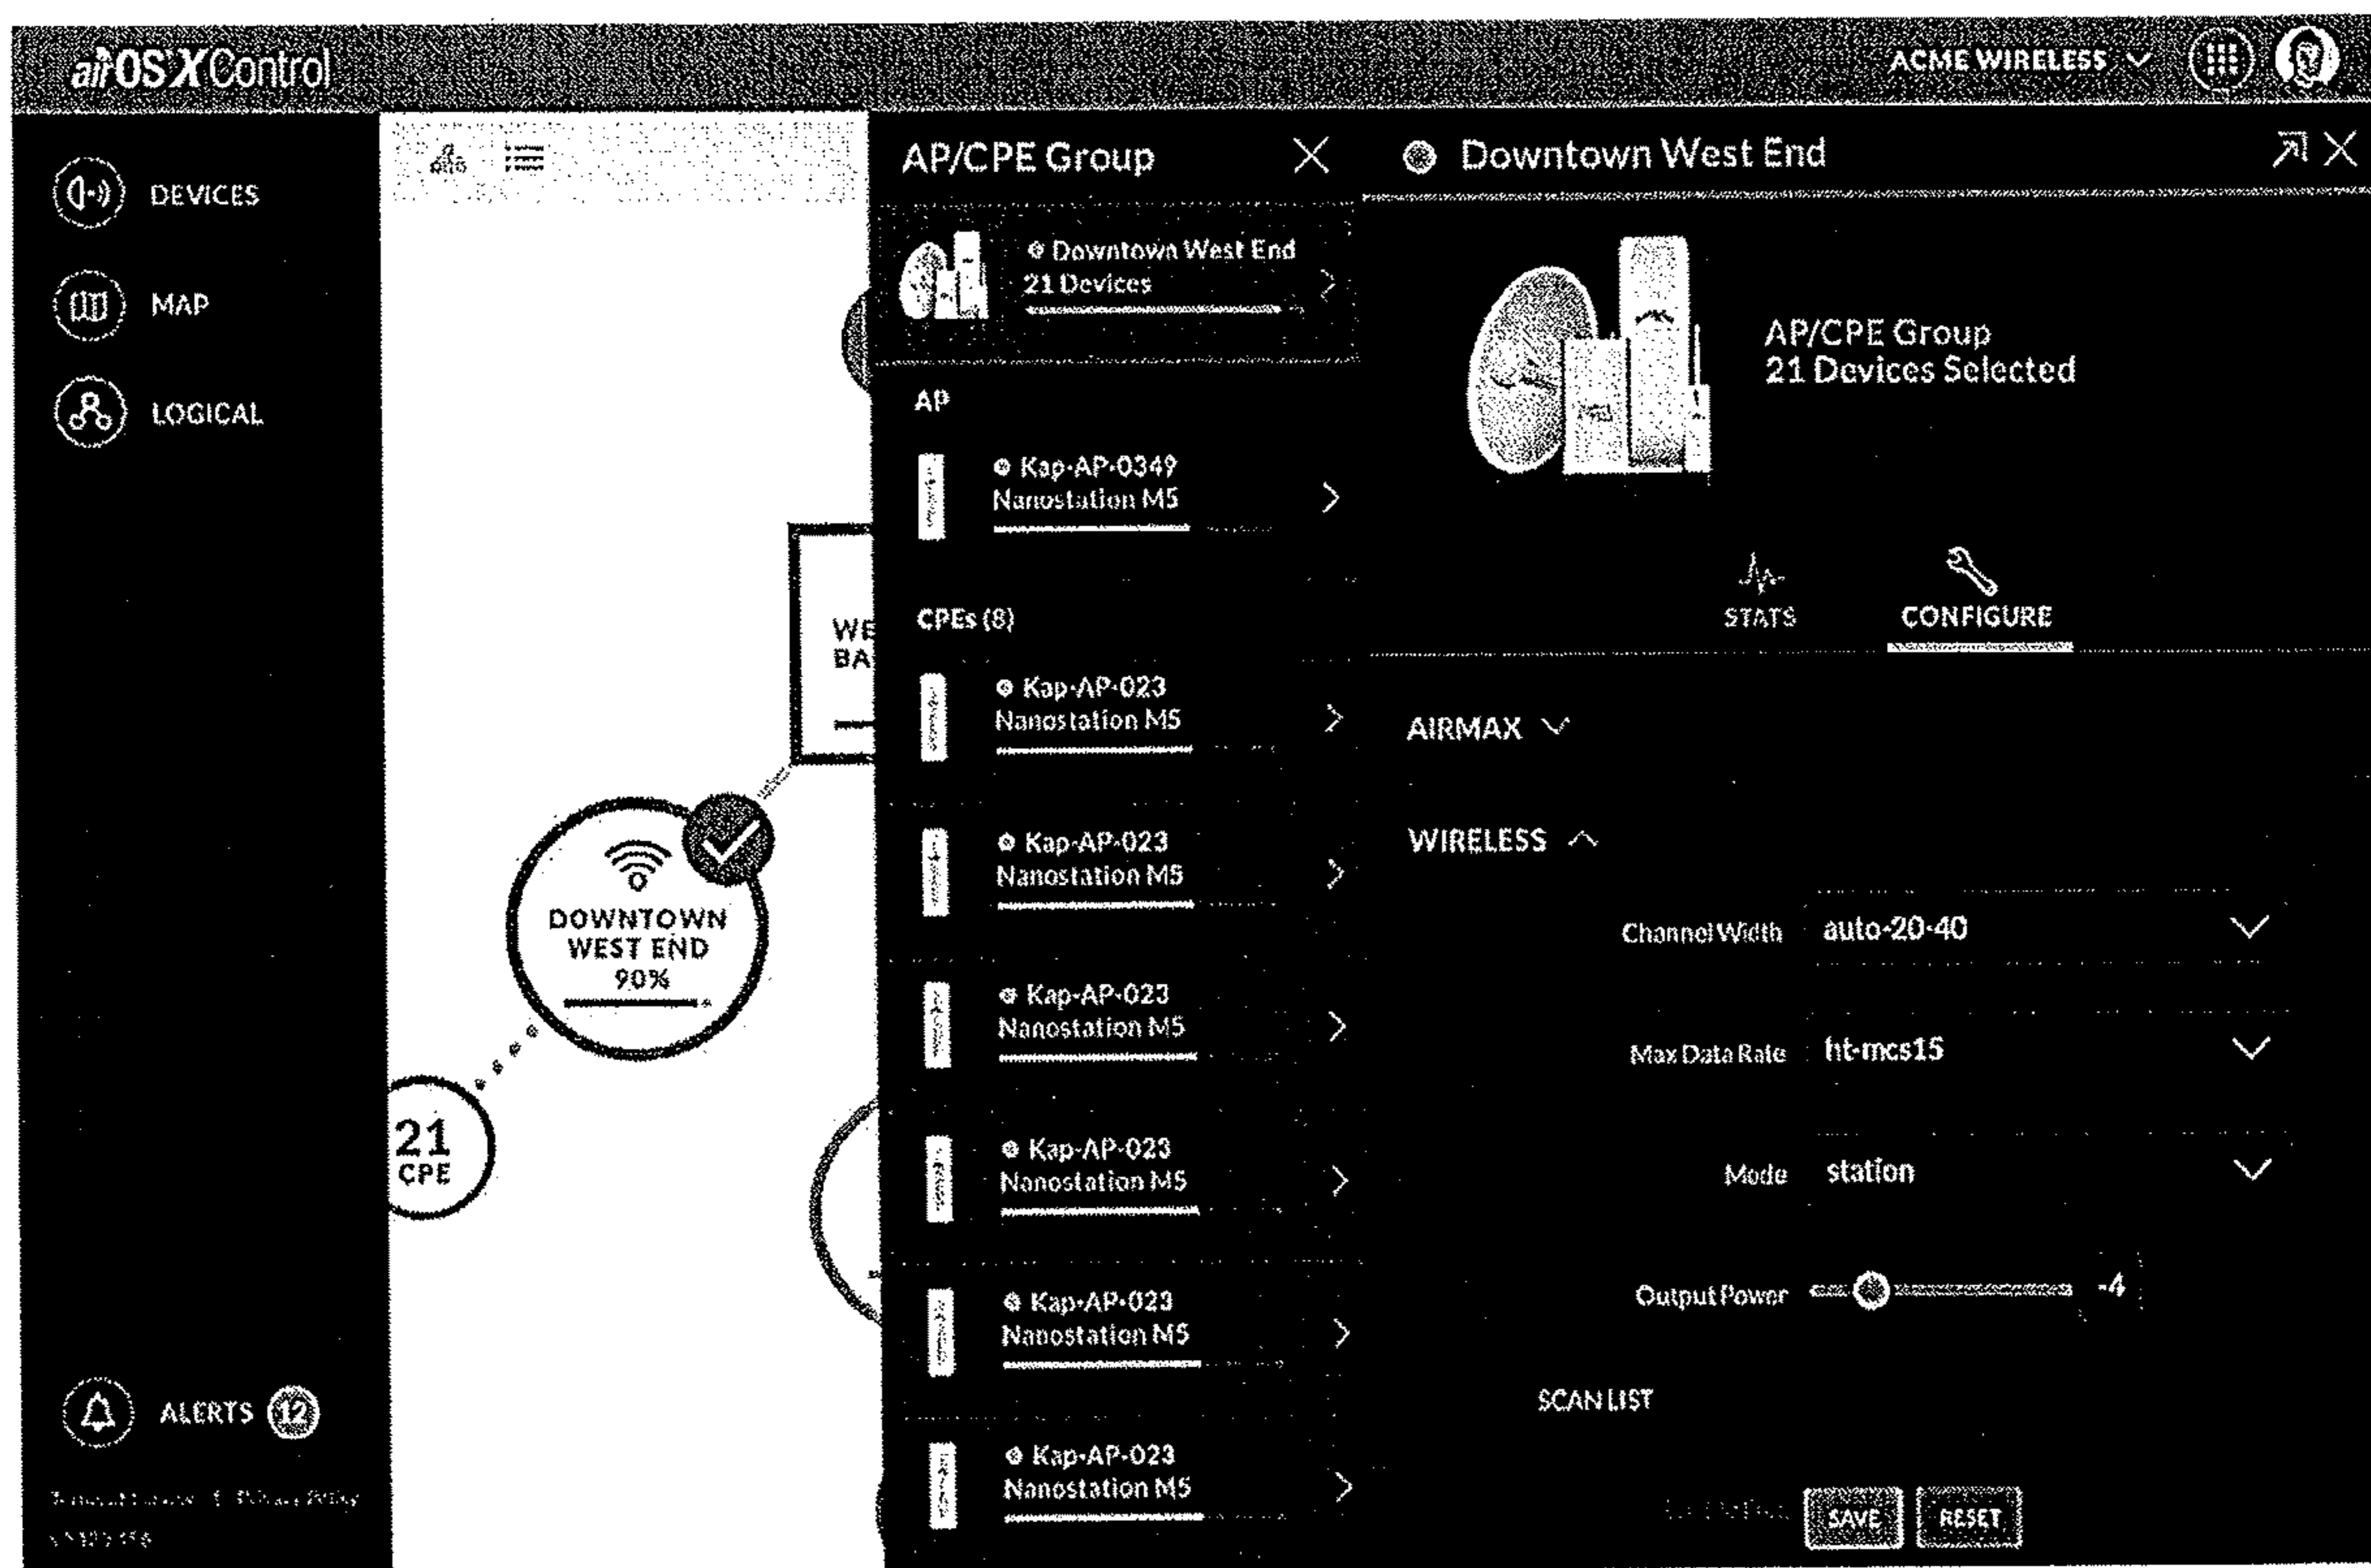 airOS X Control
ACME WIRELESS
DEVICES
MAP
LOGICAL
ALERTS 12
WE
BA
DOWNTOWN
WEST END
90%
21
CPE
AP/CPE Group
Downtown West End
21 Devices
AP
Kap-AP-0349
Nanostation M5
CPEs (8)
Kap-AP-023
Nanostation M5
Kap-AP-023
Nanostation M5
Kap-AP-023
Nanostation M5
Kap-AP-023
Nanostation M5
Kap-AP-023
Nanostation M5
Kap-AP-023
Nanostation M5
Downtown West End
AP/CPE Group
21 Devices Selected
STATS
CONFIGURE
AIRMAX
WIRELESS
Channel Width auto-20-40
Max Data Rate ht-mcs15
Mode station
Output Power -4
SCAN LIST
SAVE RESET